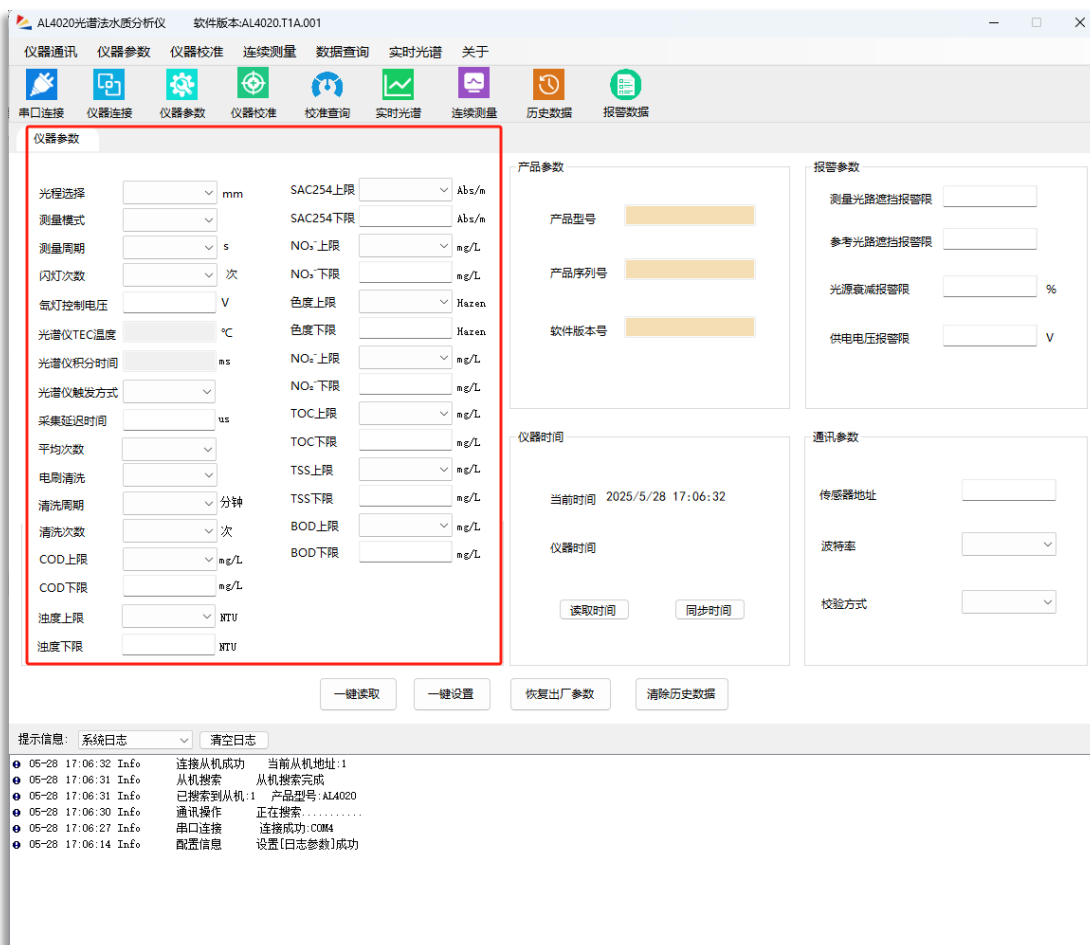 AL4020光谱法水质分析仪 软件版本:AL4020.T1A.001
仪器通讯 仪器参数 仪器校准 连续测量 数据查询 实时光谱 关于
串口连接 仪器连接 仪器参数 仪器校准 校准查询 实时光谱 连续测量 历史数据 报警数据
仪器参数
光程选择 mm
测量模式
测量周期 s
闪灯次数 次
氙灯控制电压 V
光谱仪TEC温度 ℃
光谱仪积分时间 ms
光谱仪触发方式
采集延迟时间 us
平均次数
电刷清洗
清洗周期 分钟
清洗次数 次
COD上限 mg/L
COD下限 mg/L
浊度上限 NTU
浊度下限 NTU
SAC254上限 Abs/m
SAC254下限 Abs/m
NO₃⁻上限 mg/L
NO₃⁻下限 mg/L
色度上限 Hazen
色度下限 Hazen
NO₂⁻上限 mg/L
NO₂⁻下限 mg/L
TOC上限 mg/L
TOC下限 mg/L
TSS上限 mg/L
TSS下限 mg/L
BOD上限 mg/L
BOD下限 mg/L
产品参数
产品型号
产品序列号
软件版本号
报警参数
测量光路遮挡报警限
参考光路遮挡报警限
光源衰减报警限 %
供电电压报警限 V
仪器时间
当前时间 2025/5/28 17:06:32
仪器时间
读取时间 同步时间
通讯参数
传感器地址
波特率
校验方式
一键读取 一键设置 恢复出厂参数 清除历史数据
提示信息: 系统日志 清空日志
05-28 17:06:32 Info 连接从机成功 当前从机地址:1
05-28 17:06:31 Info 从机搜索 从机搜索完成
05-28 17:06:31 Info 已搜索到从机:1 产品型号:AL4020
05-28 17:06:30 Info 通讯操作 正在搜索...........
05-28 17:06:27 Info 串口连接 连接成功:COM4
05-28 17:06:14 Info 配置信息 设置[日志参数]成功